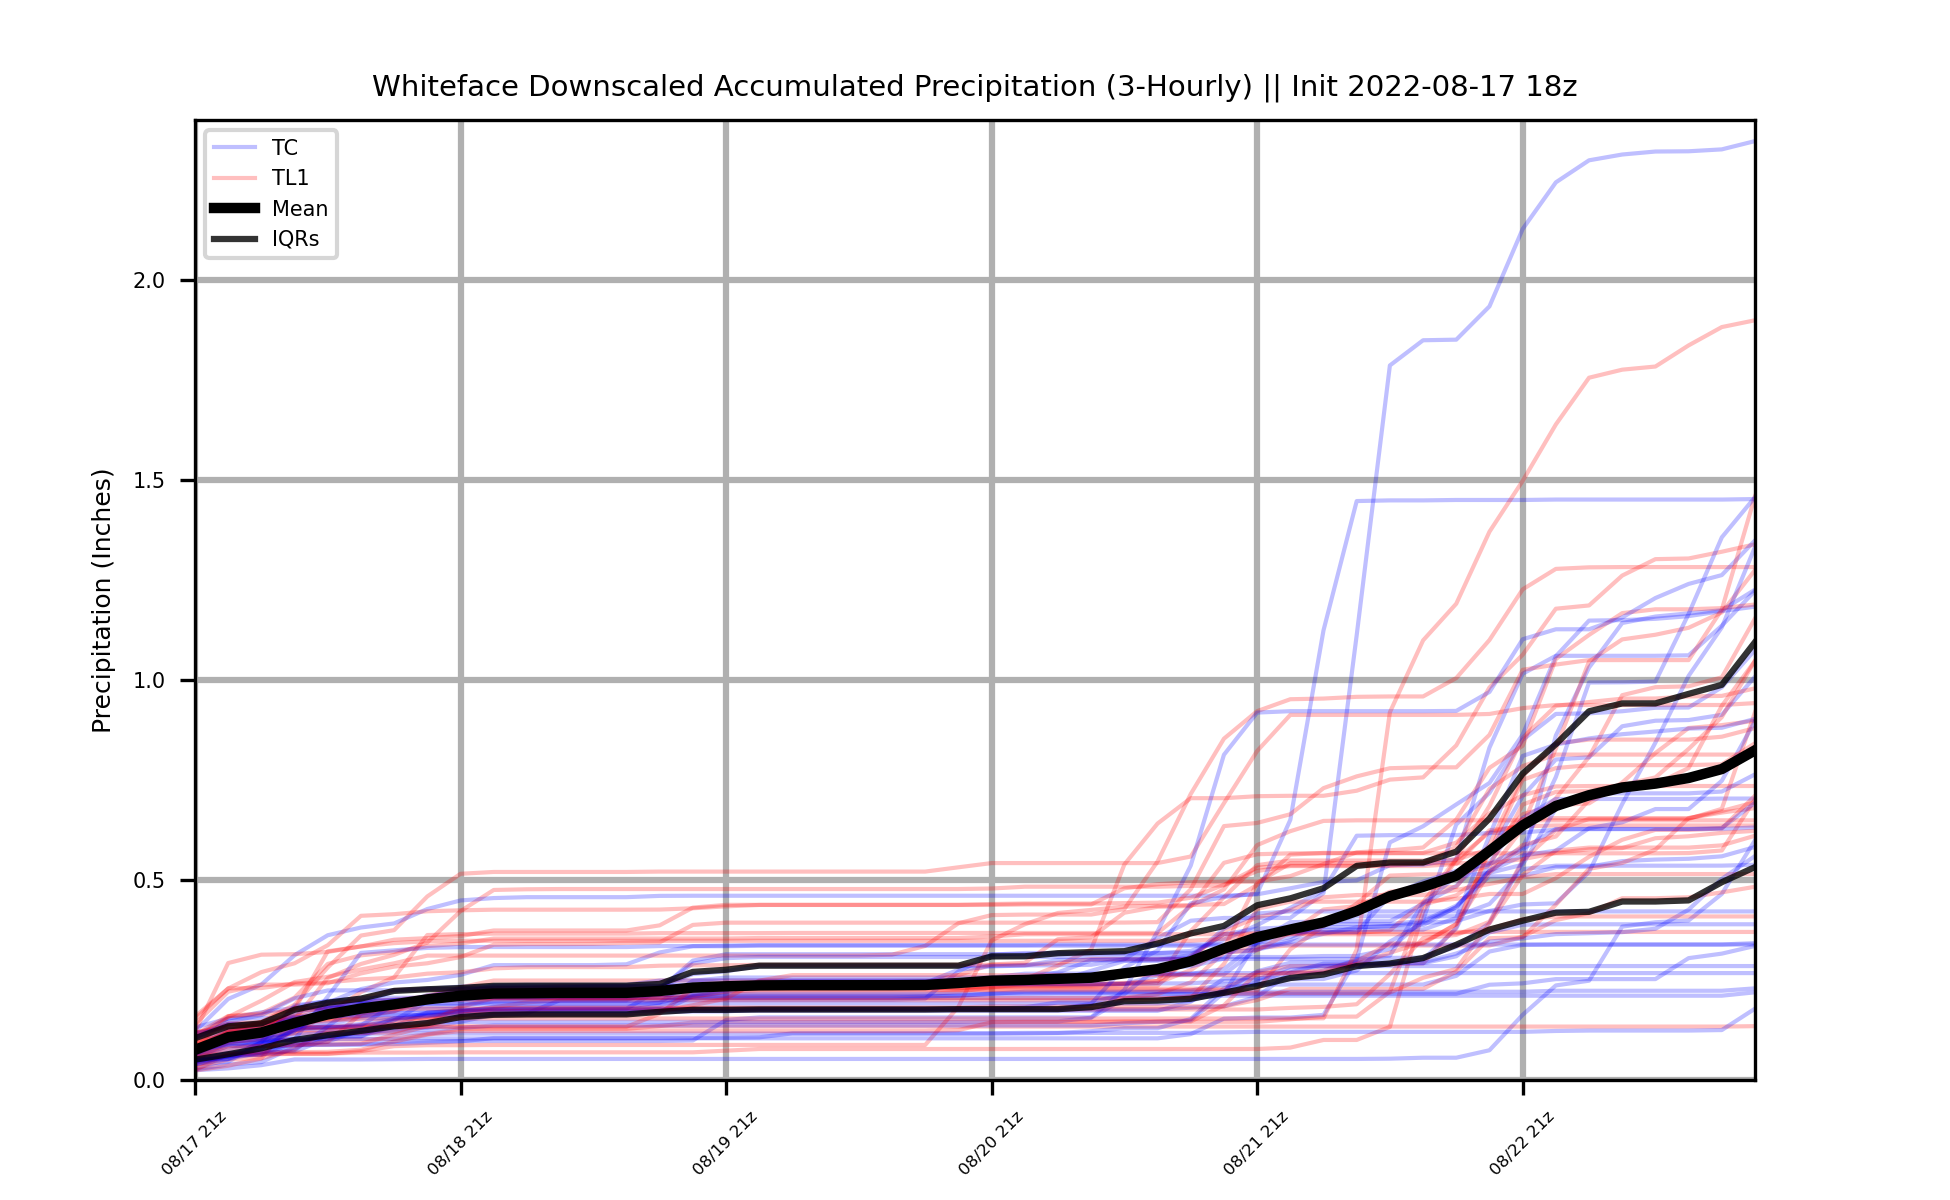 Whiteface Downscaled Accumulated Precipitation (3-Hourly) || Init 2022-08-17 18z
TC
TL1
Mean
IQRs
Precipitation (Inches)
2.0
1.5
1.0
0.5
0.0
08/17 21z
08/18 21z
08/19 21z
08/20 21z
08/21 21z
08/22 21z